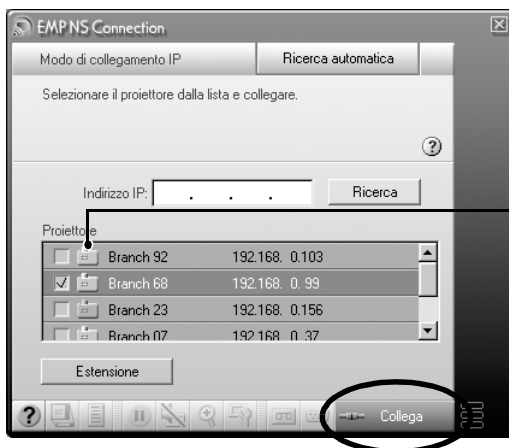 EMP NS Connection
Modo di collegamento IP
Ricerca automatica
Selezionare il proiettore dalla lista e collegare.
?
Indirizzo IP: . . .
Ricerca
Proiettore
Branch 92 192.168. 0.103
Branch 68 192.168. 0. 99
Branch 23 192.168. 0.156
Branch 07 192.168. 0. 37
Estensione
? Collega